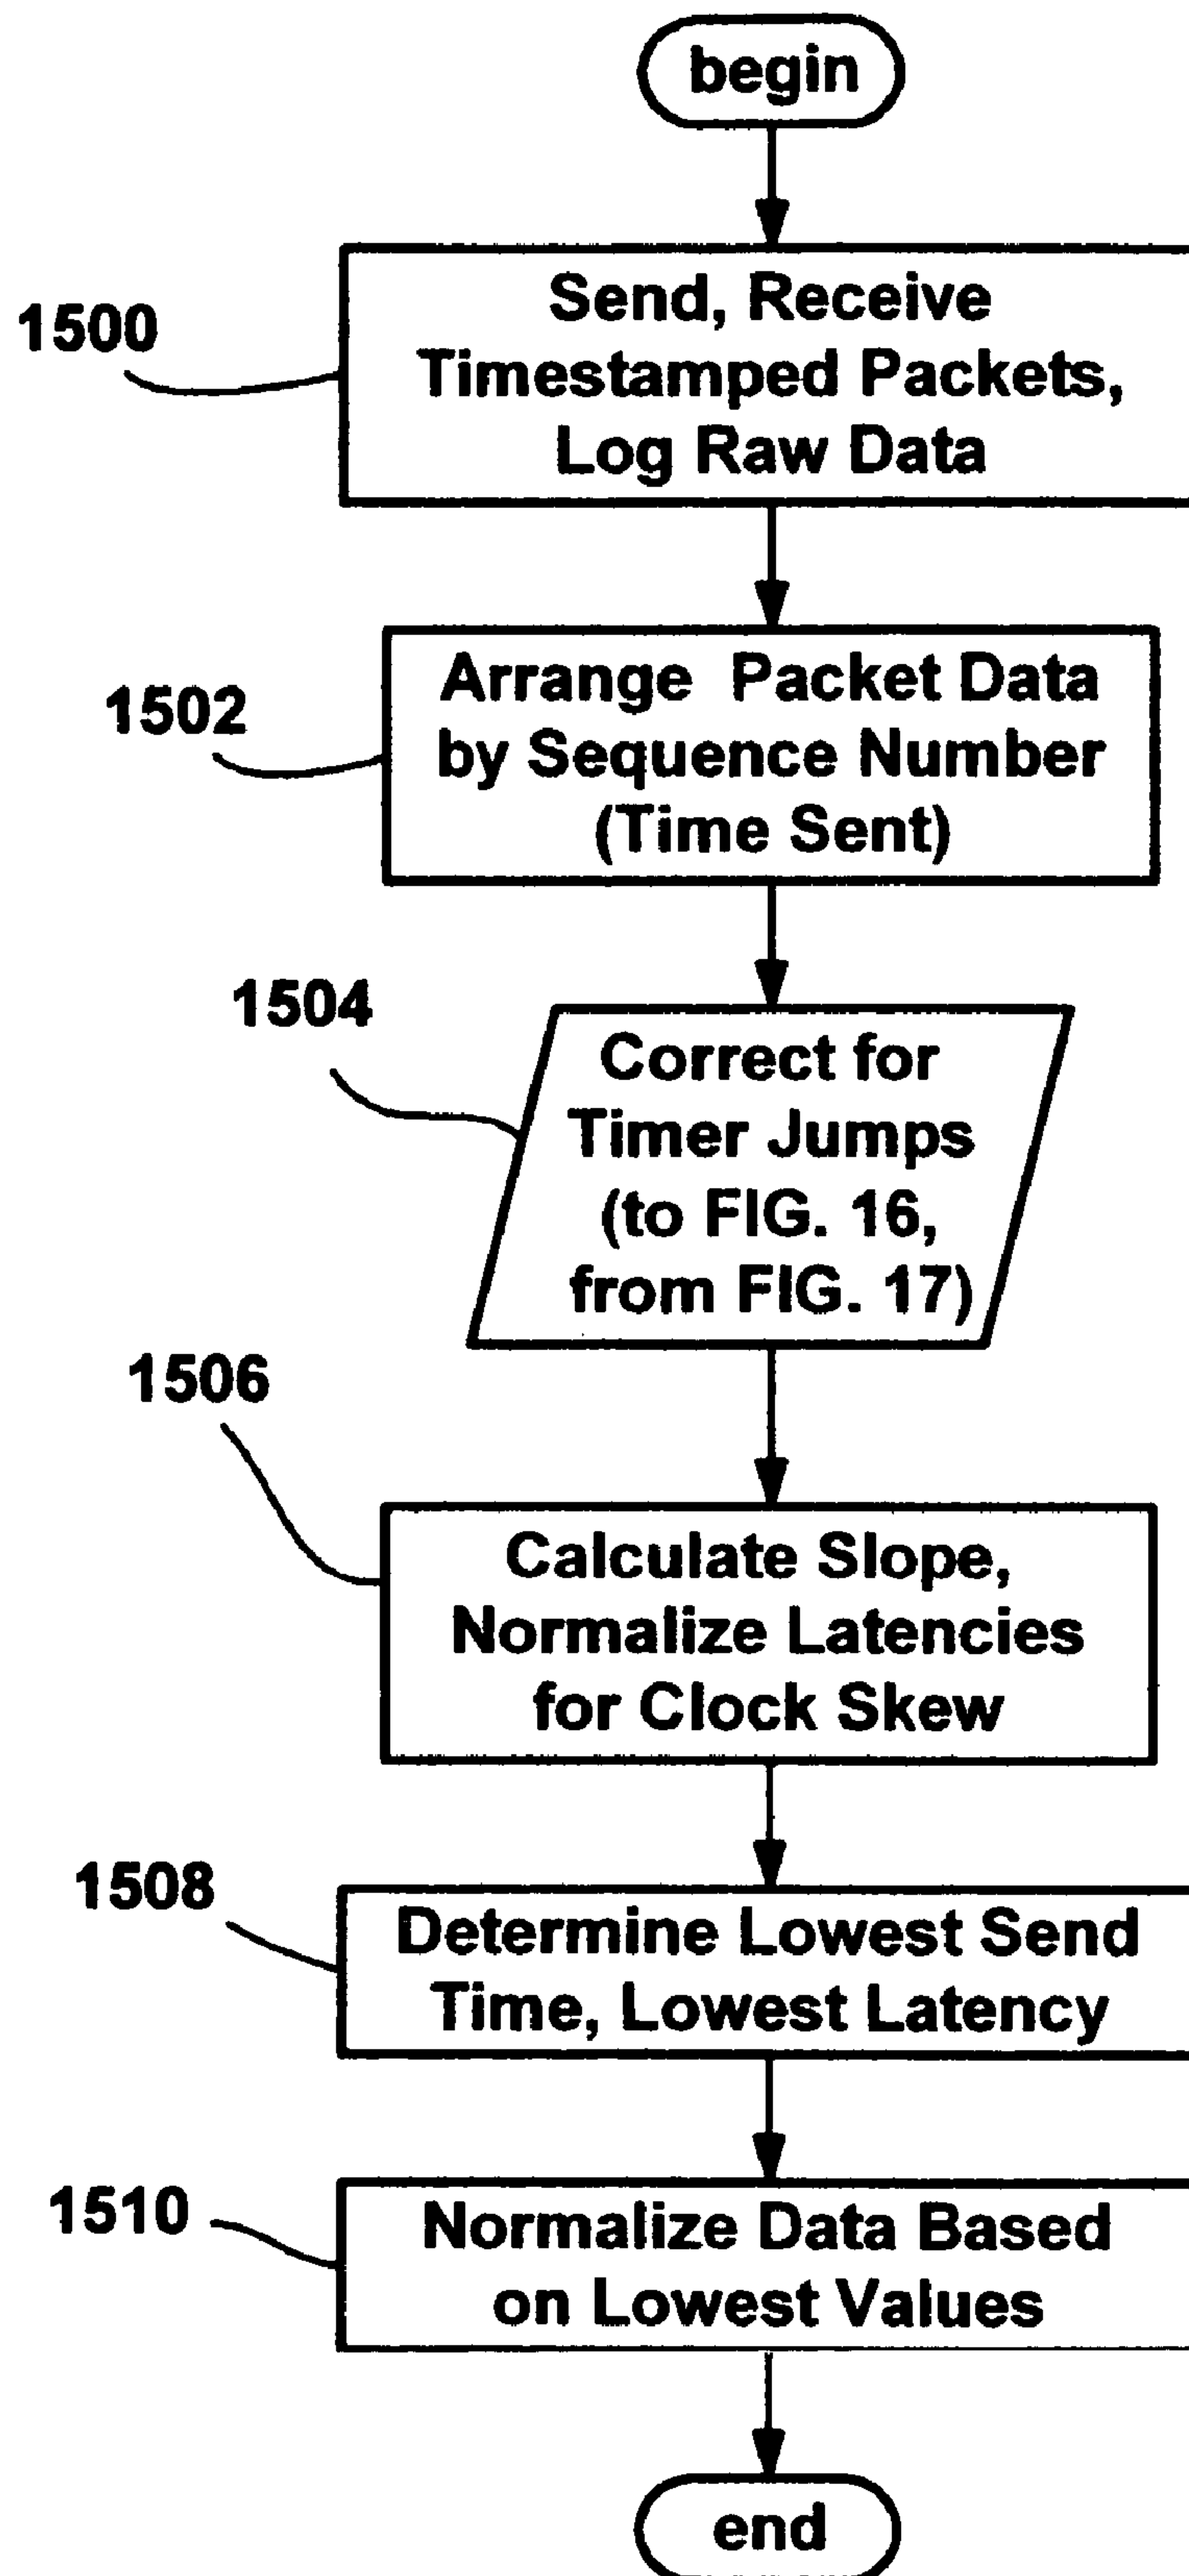 begin
1500
Send, Receive
Timestamped Packets,
Log Raw Data
1502
Arrange Packet Data
by Sequence Number
(Time Sent)
1504
Correct for
Timer Jumps
(to FIG. 16,
from FIG. 17)
1506
Calculate Slope,
Normalize Latencies
for Clock Skew
1508
Determine Lowest Send
Time, Lowest Latency
1510
Normalize Data Based
on Lowest Values
end